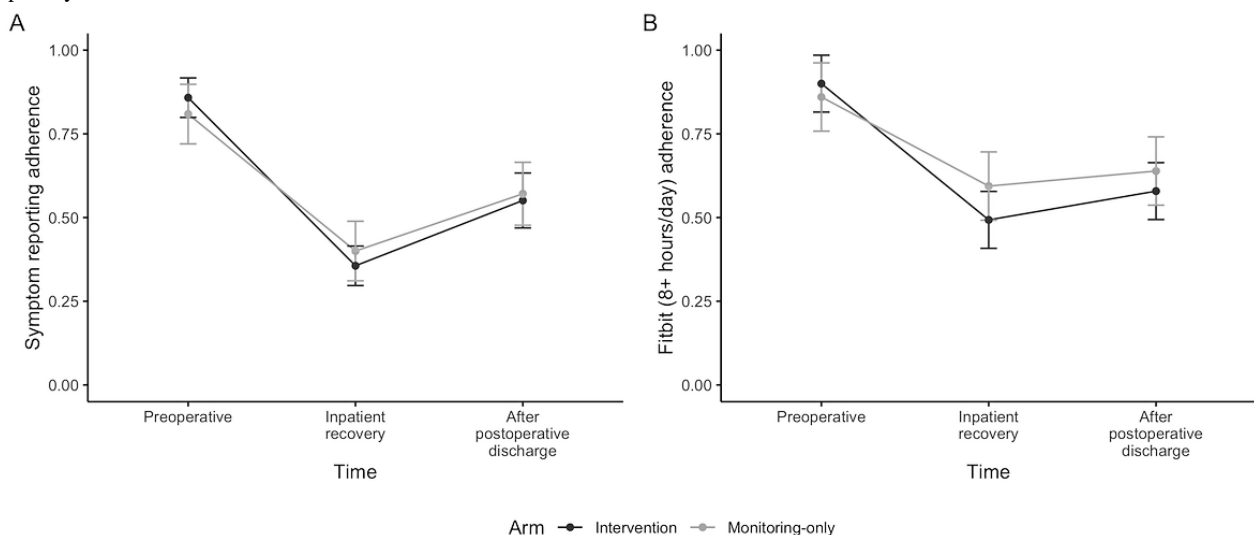 A
Symptom reporting adherence
1.00
0.75
0.50
0.25
0.00
Preoperative
Inpatient
recovery
After
postoperative
discharge
Time
B
Fitbit (8+ hours/day) adherence
1.00
0.75
0.50
0.25
0.00
Preoperative
Inpatient
recovery
After
postoperative
discharge
Time
Arm Intervention Monitoring-only